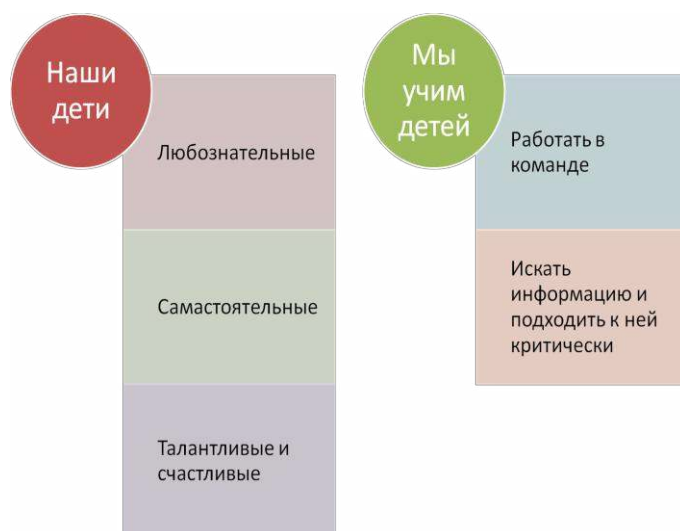 Наши
дети
Любознательные
Самастоятельные
Талантливые и
счастливые
Мы
учим
детей
Работать в
команде
Искать
информацию и
подходить к ней
критически